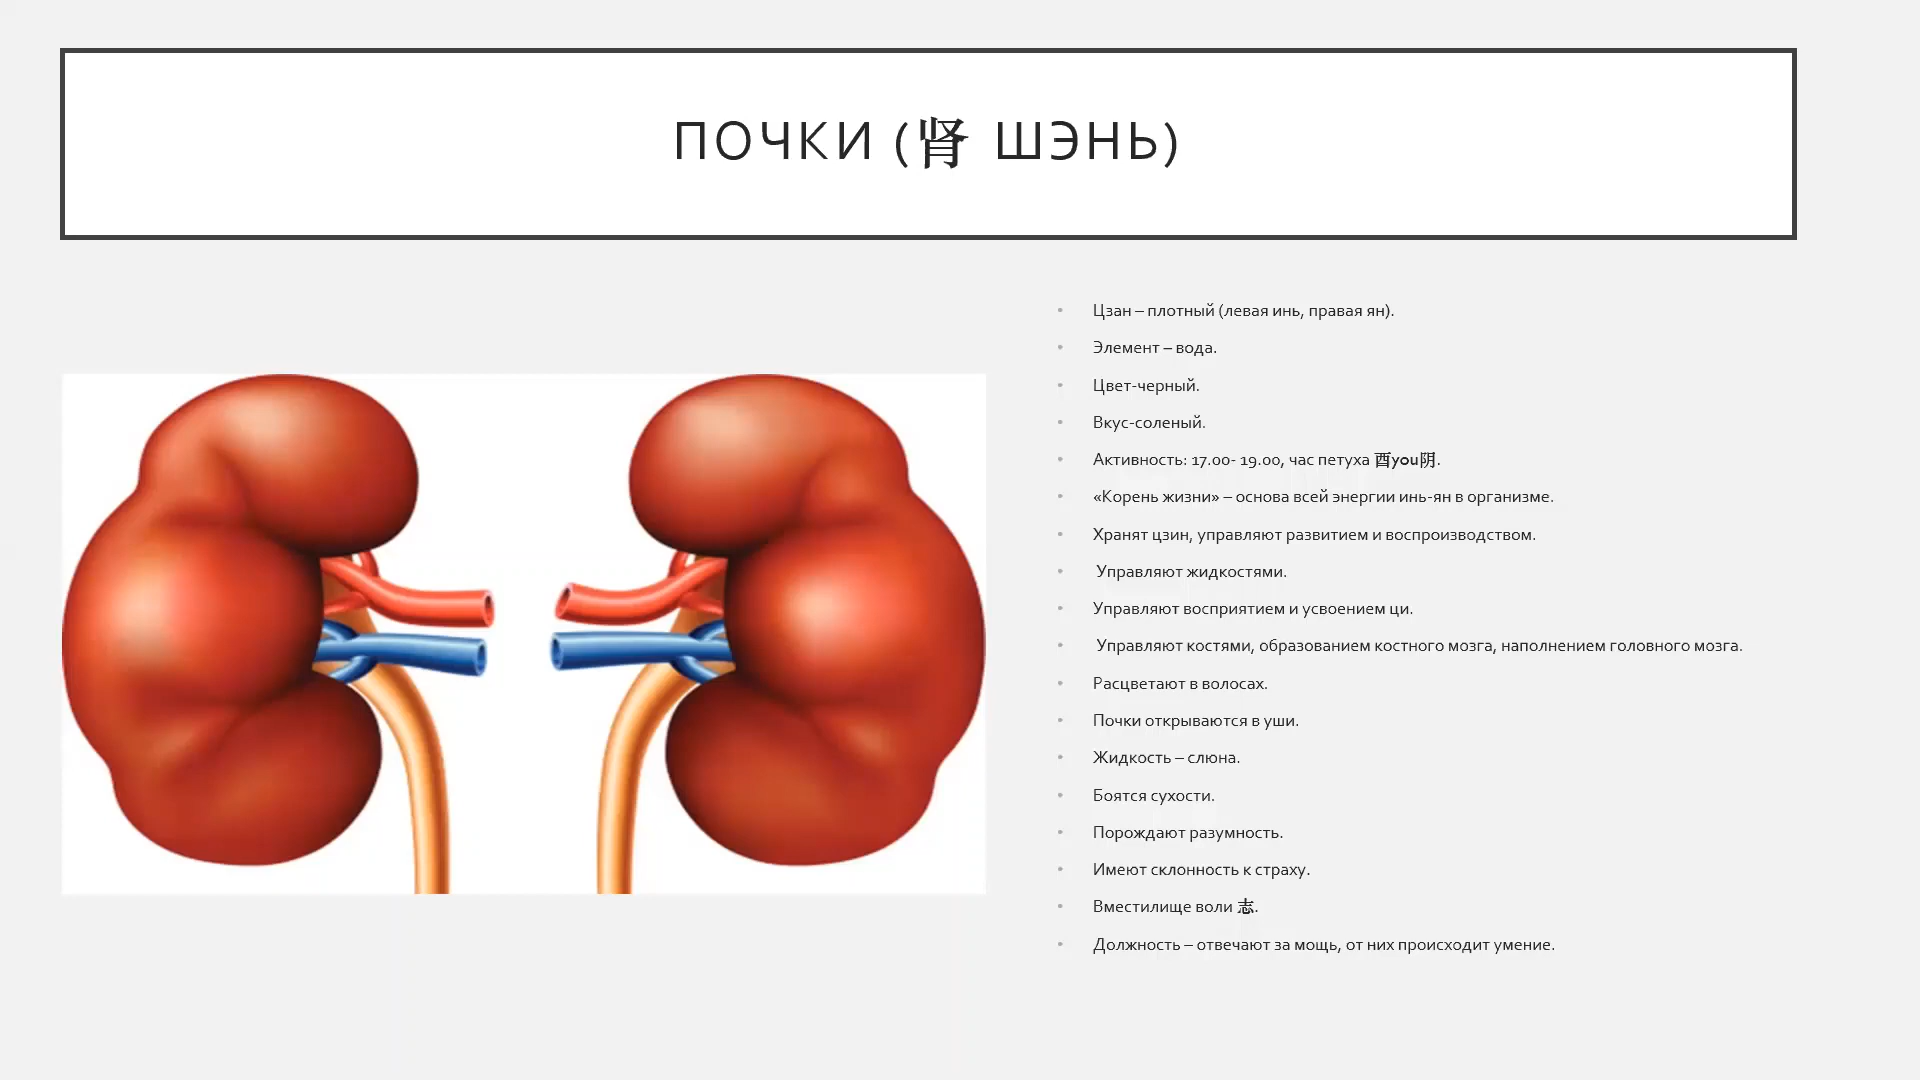 ПОЧКИ (肾 ШЭНЬ)
• Цзан – плотный (левая инь, правая ян).
• Элемент – вода.
• Цвет-черный.
• Вкус-соленый.
• Активность: 17.00- 19.00, час петуха 酉you阴.
• «Корень жизни» – основа всей энергии инь-ян в организме.
• Хранят цзин, управляют развитием и воспроизводством.
• Управляют жидкостями.
• Управляют восприятием и усвоением ци.
• Управляют костями, образованием костного мозга, наполнением головного мозга.
• Расцветают в волосах.
• Почки открываются в уши.
• Жидкость – слюна.
• Боятся сухости.
• Порождают разумность.
• Имеют склонность к страху.
• Вместилище воли 志.
• Должность – отвечают за мощь, от них происходит умение.